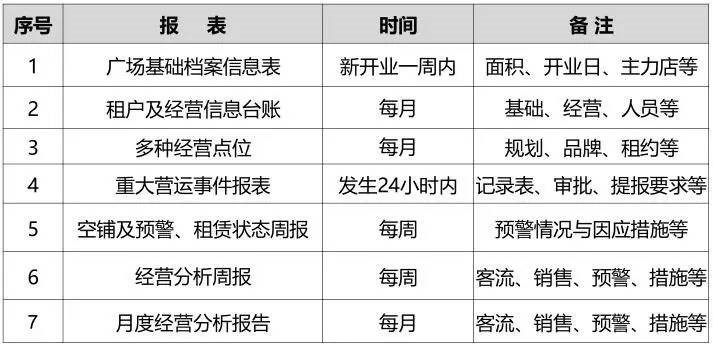 序号 报 表 时间 备 注
1 广场基础档案信息表 新开业一周内 面积、开业日、主力店等
2 租户及经营信息台账 每月 基础、经营、人员等
3 多种经营点位 每月 规划、品牌、租约等
4 重大营运事件报表 发生24小时内 记录表、审批、提报要求等
5 空铺及预警、租赁状态周报 每周 预警情况与因应措施等
6 经营分析周报 每周 客流、销售、预警、措施等
7 月度经营分析报告 每月 客流、销售、预警、措施等